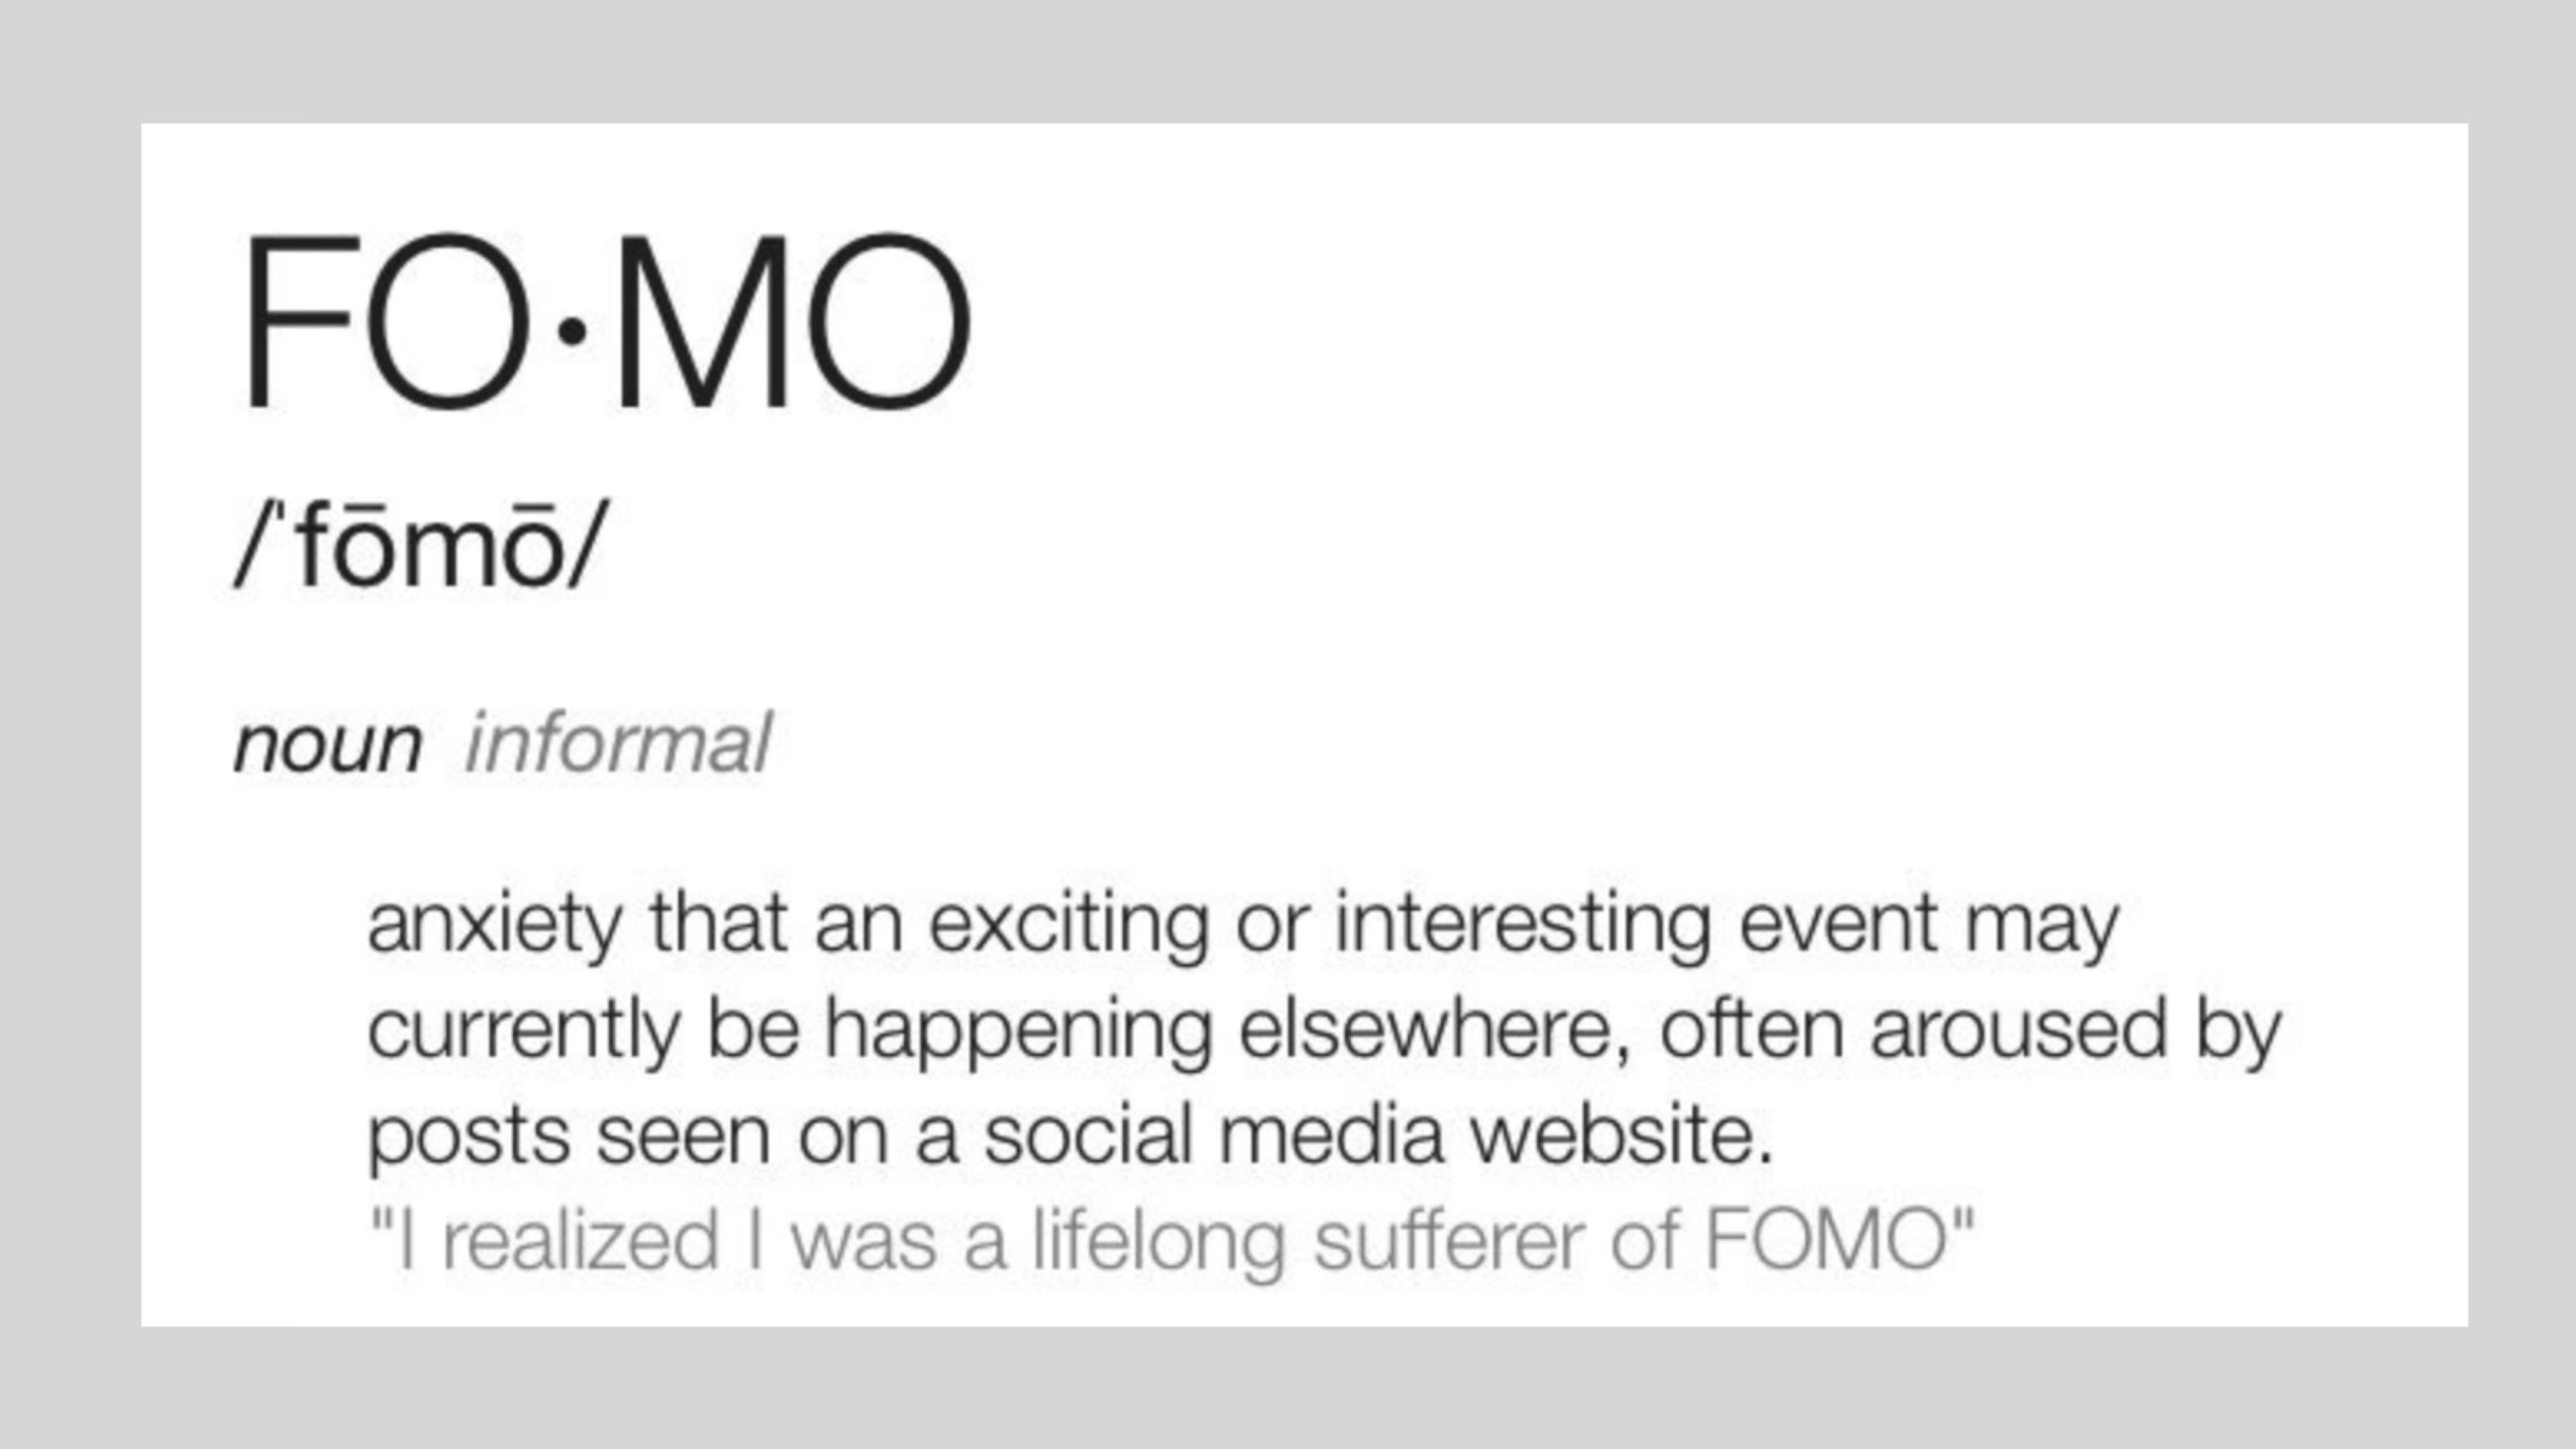 FO·MO
/ˈfōmō/
noun informal
anxiety that an exciting or interesting event may
currently be happening elsewhere, often aroused by
posts seen on a social media website.
"I realized I was a lifelong sufferer of FOMO"